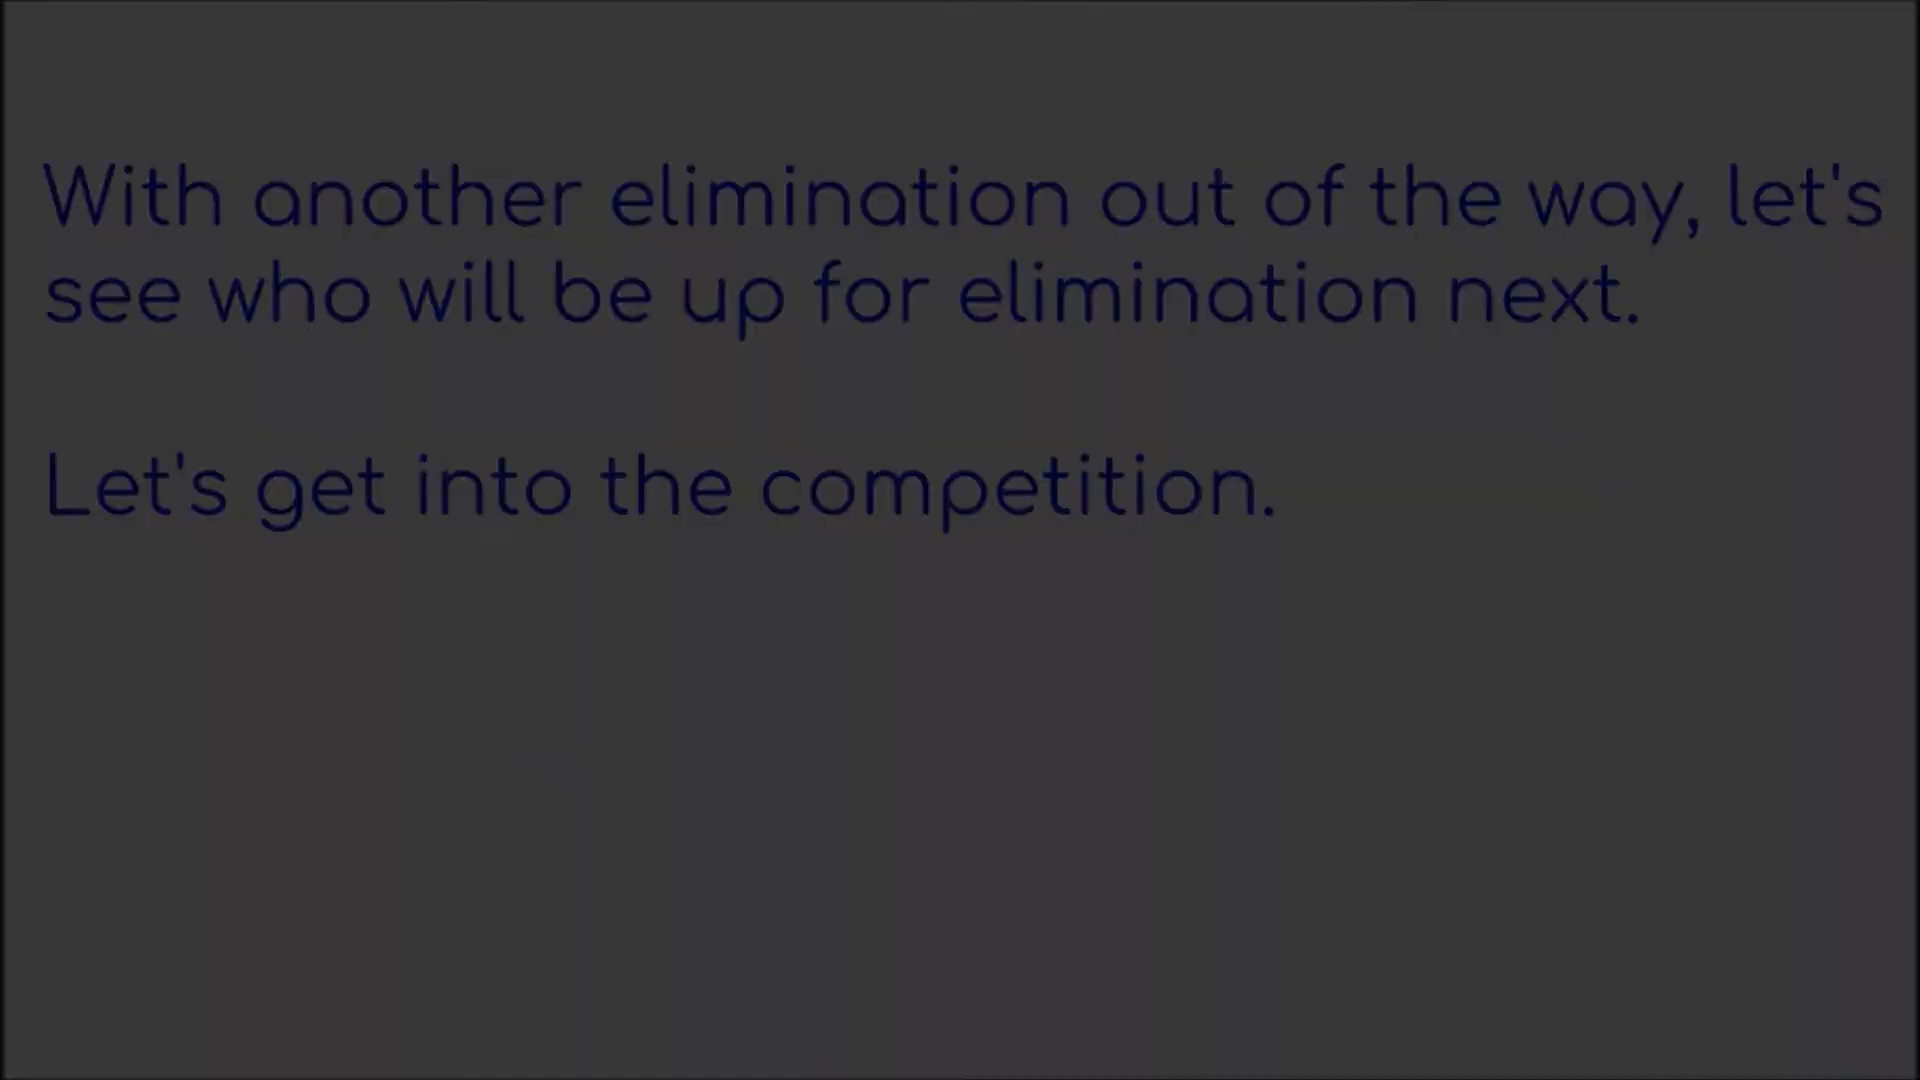 With another elimination out of the way, let's
see who will be up for elimination next.
Let's get into the competition.